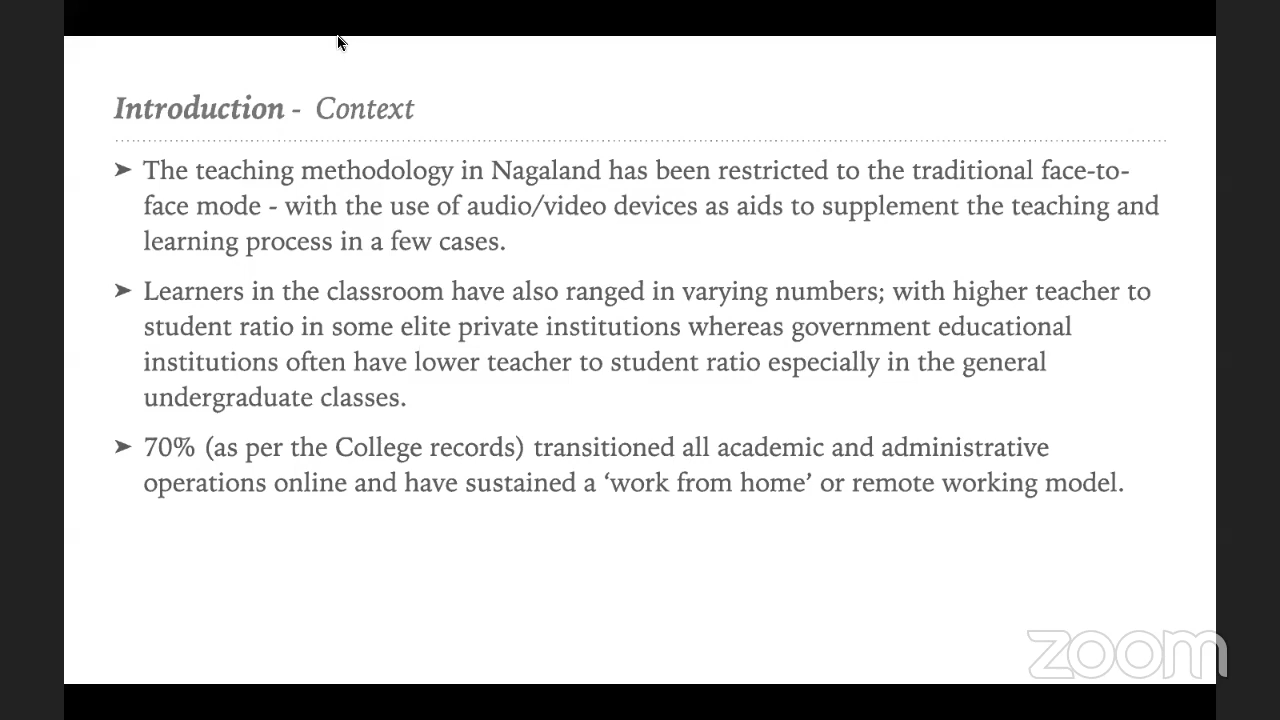 Introduction - Context
➤ The teaching methodology in Nagaland has been restricted to the traditional face-to-
face mode - with the use of audio/video devices as aids to supplement the teaching and
learning process in a few cases.
➤ Learners in the classroom have also ranged in varying numbers; with higher teacher to
student ratio in some elite private institutions whereas government educational
institutions often have lower teacher to student ratio especially in the general
undergraduate classes.
➤ 70% (as per the College records) transitioned all academic and administrative
operations online and have sustained a ‘work from home’ or remote working model.
zoom